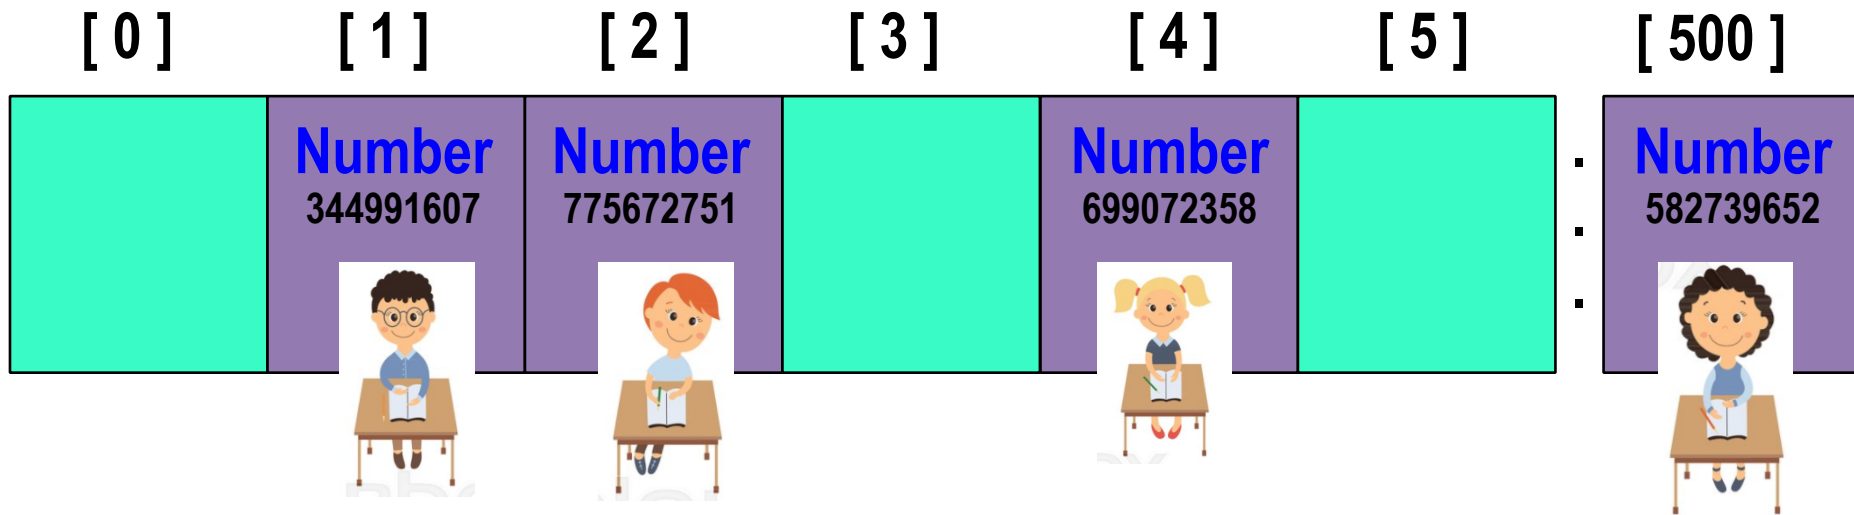 [ 0 ] [ 1 ] [ 2 ] [ 3 ] [ 4 ] [ 5 ] [ 500 ]
Number Number Number . Number
344991607 775672751 699072358 582739652
.
.